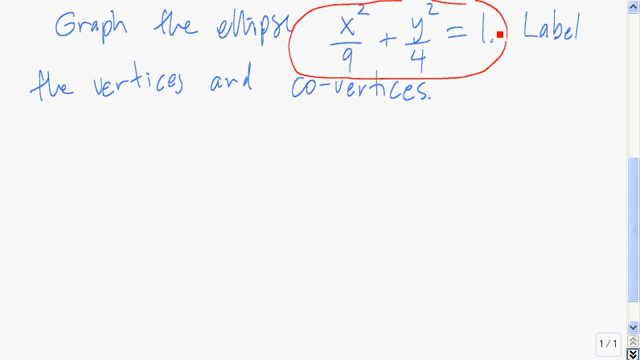 Graph the ellipse x²/9 + y²/4 = 1. Label
the vertices and co-vertices.
1/1